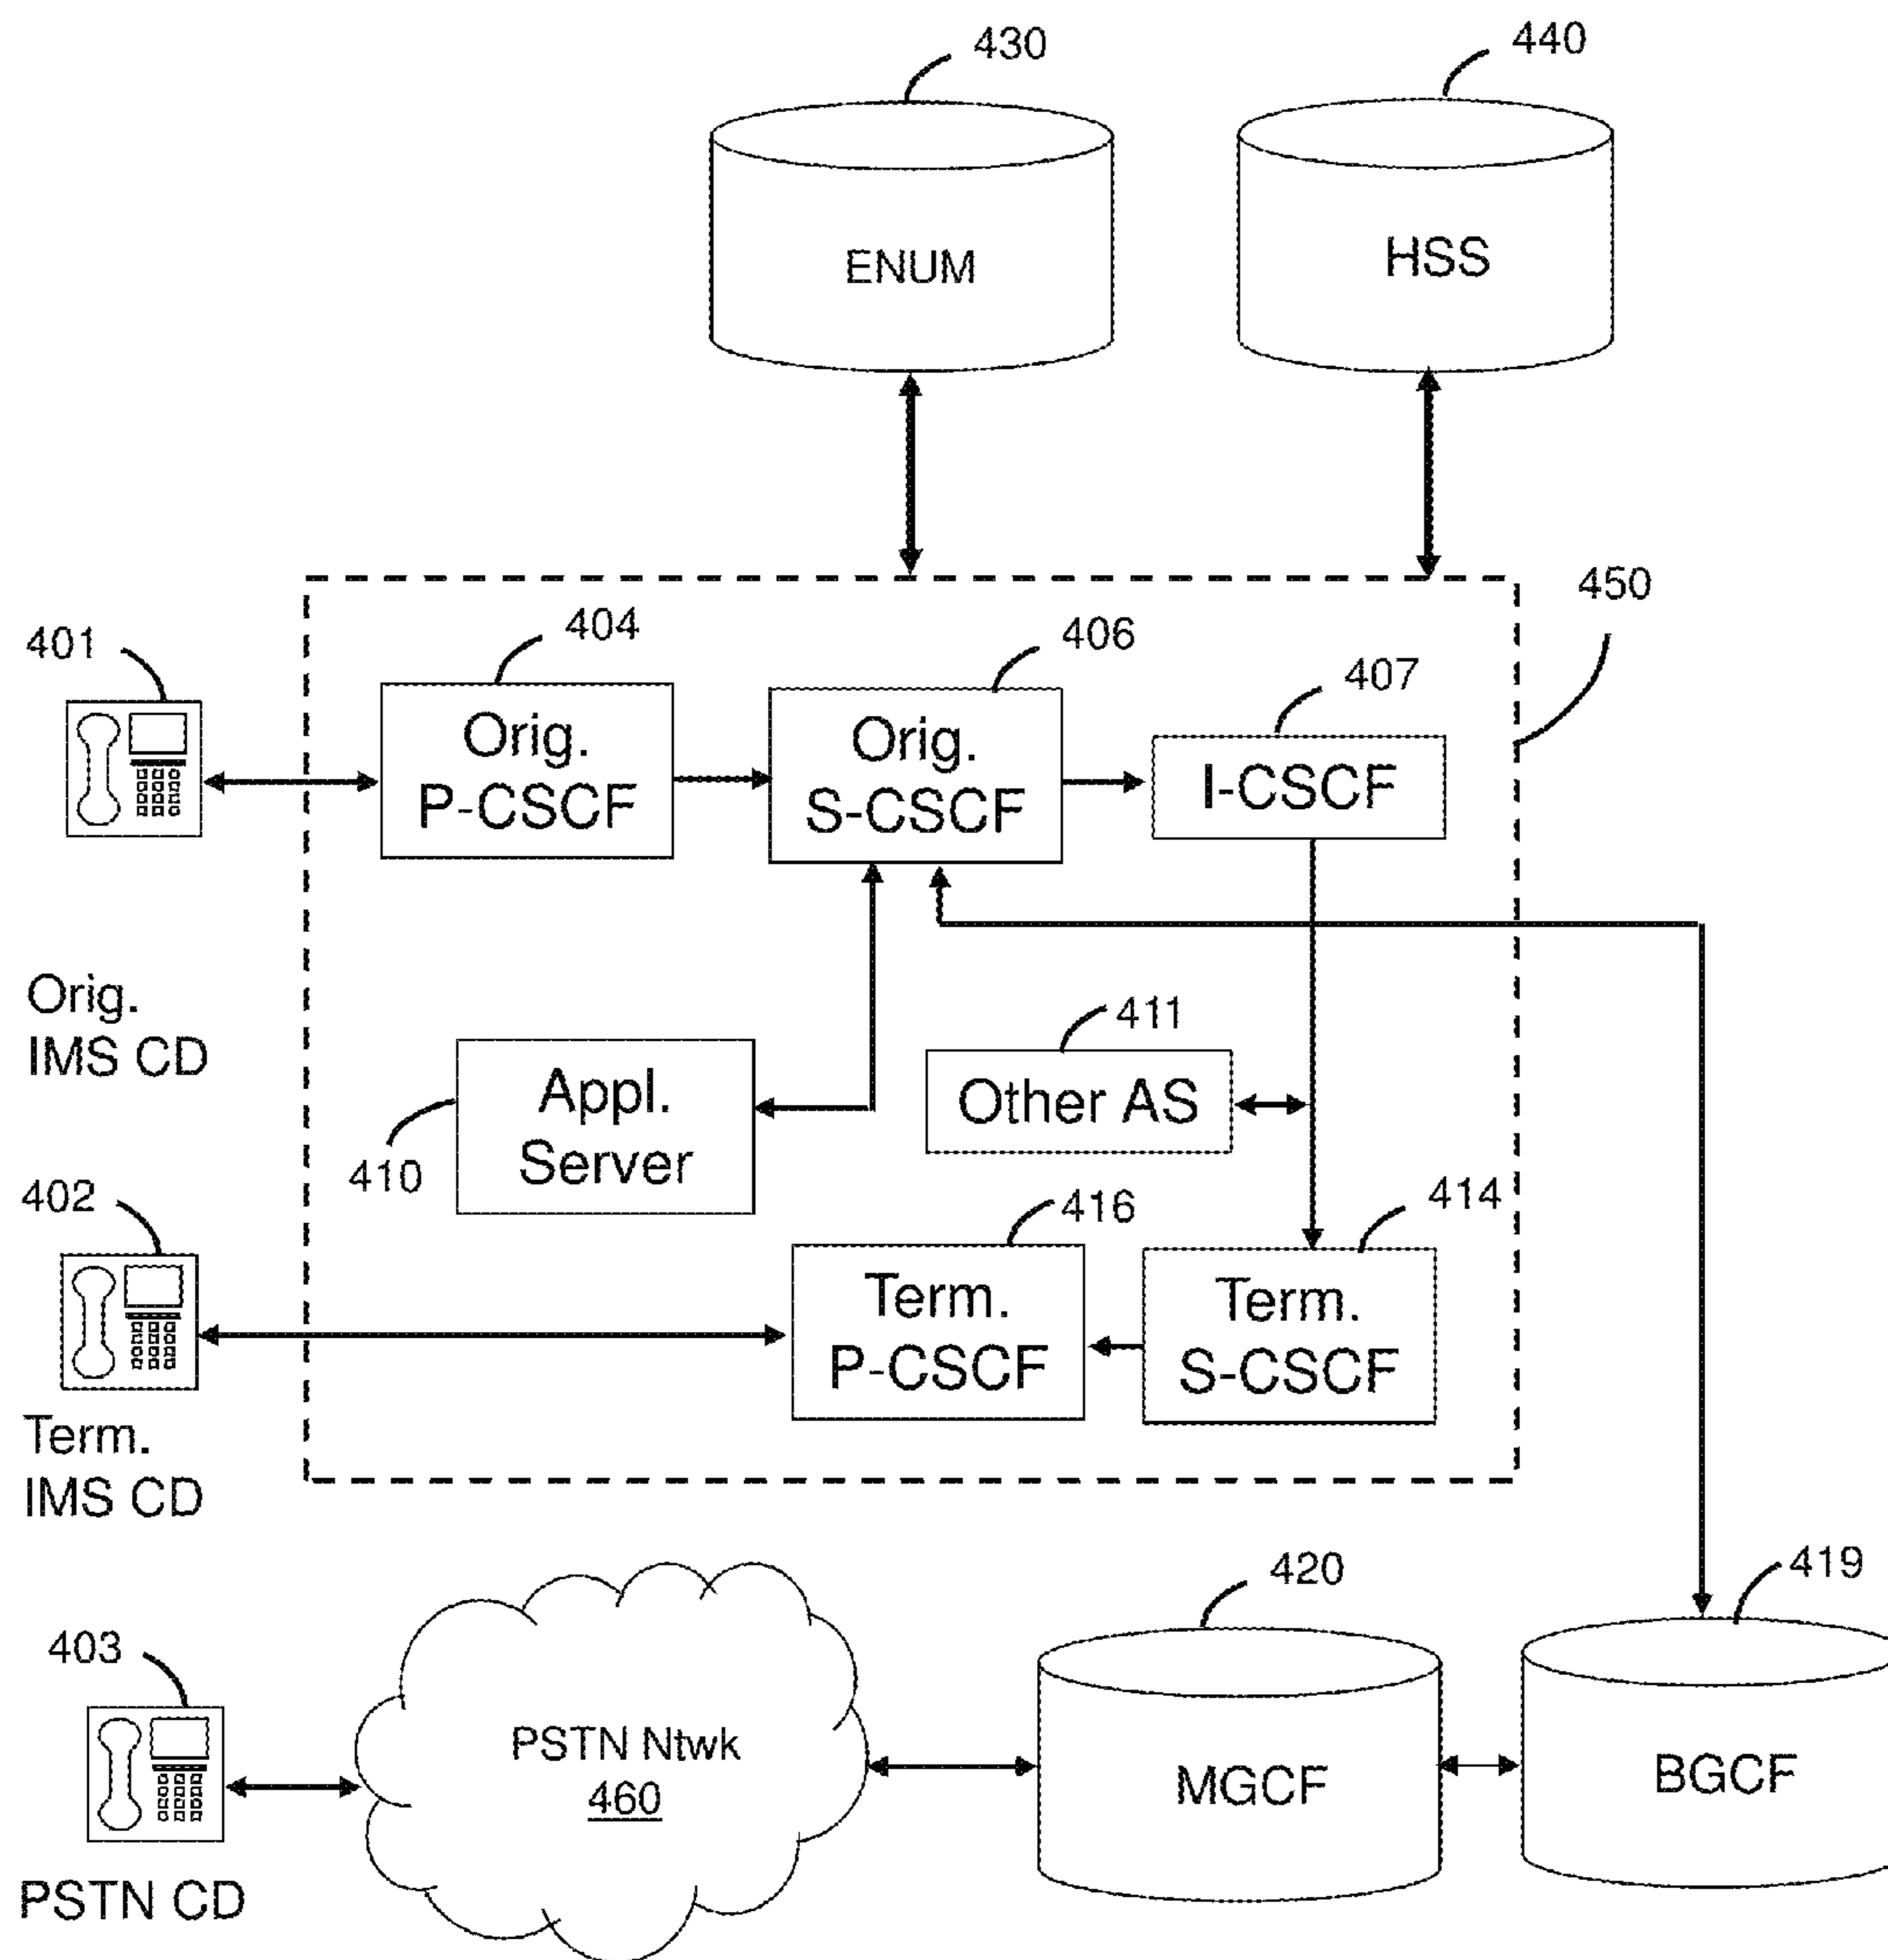 430
440
ENUM
HSS
450
401
404
406
407
Orig.
P-CSCF
Orig.
S-CSCF
I-CSCF
Orig.
IMS CD
411
Other AS
Appl.
Server
410
402
416
414
Term.
P-CSCF
Term.
S-CSCF
Term.
IMS CD
420
419
403
PSTN Ntwk
460
MGCF
BGCF
PSTN CD